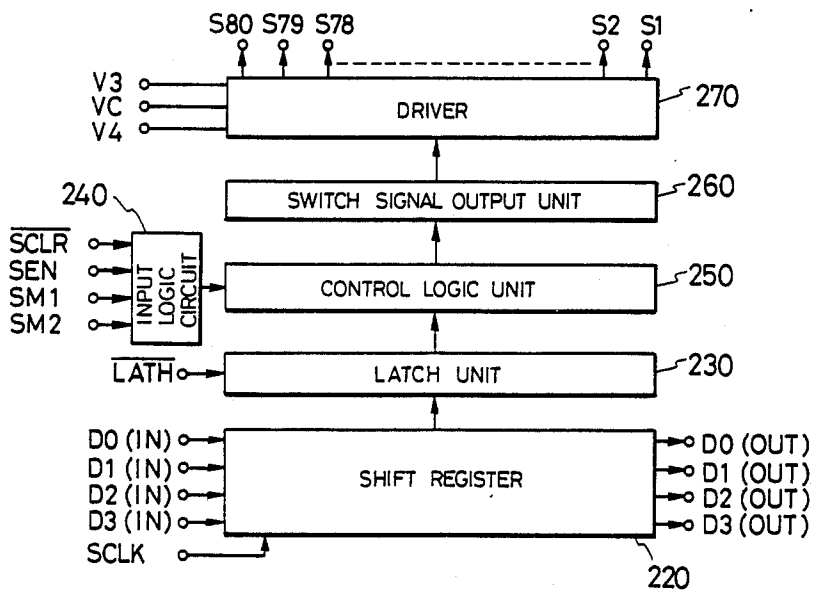 S80 S79 S78 S2 S1
V3
VC
V4
DRIVER
270
SWITCH SIGNAL OUTPUT UNIT
260
240
SCLR
SEN
SM1
SM2
INPUT
LOGIC
CIRCUIT
CONTROL LOGIC UNIT
250
LATH
LATCH UNIT
230
D0 (IN)
D1 (IN)
D2 (IN)
D3 (IN)
SCLK
SHIFT REGISTER
D0 (OUT)
D1 (OUT)
D2 (OUT)
D3 (OUT)
220